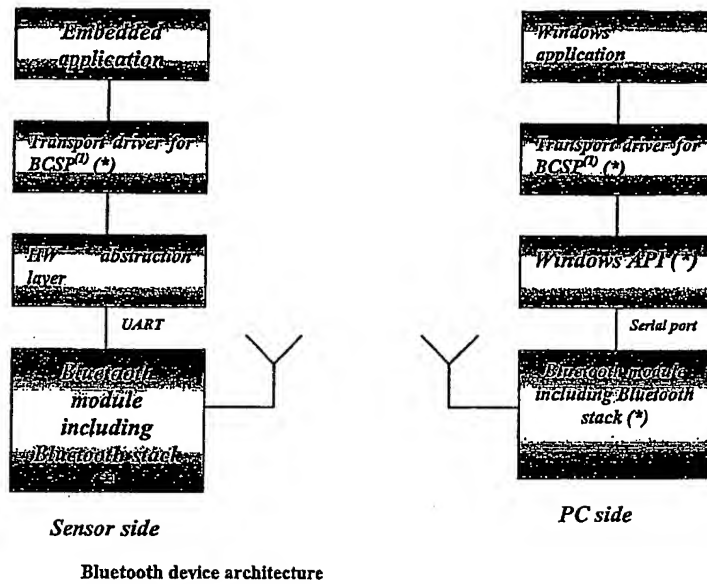 Embedded
application
Transport driver for
BCSP(1) (*)
HW abstruction
layer
UART
Bluetooth
module
including
Bluetooth stack
Sensor side
Windows
application
Transport driver for
BCSP(1) (*)
Windows API (*)
Serial port
Bluetooth module
including Bluetooth
stack (*)
PC side
Bluetooth device architecture